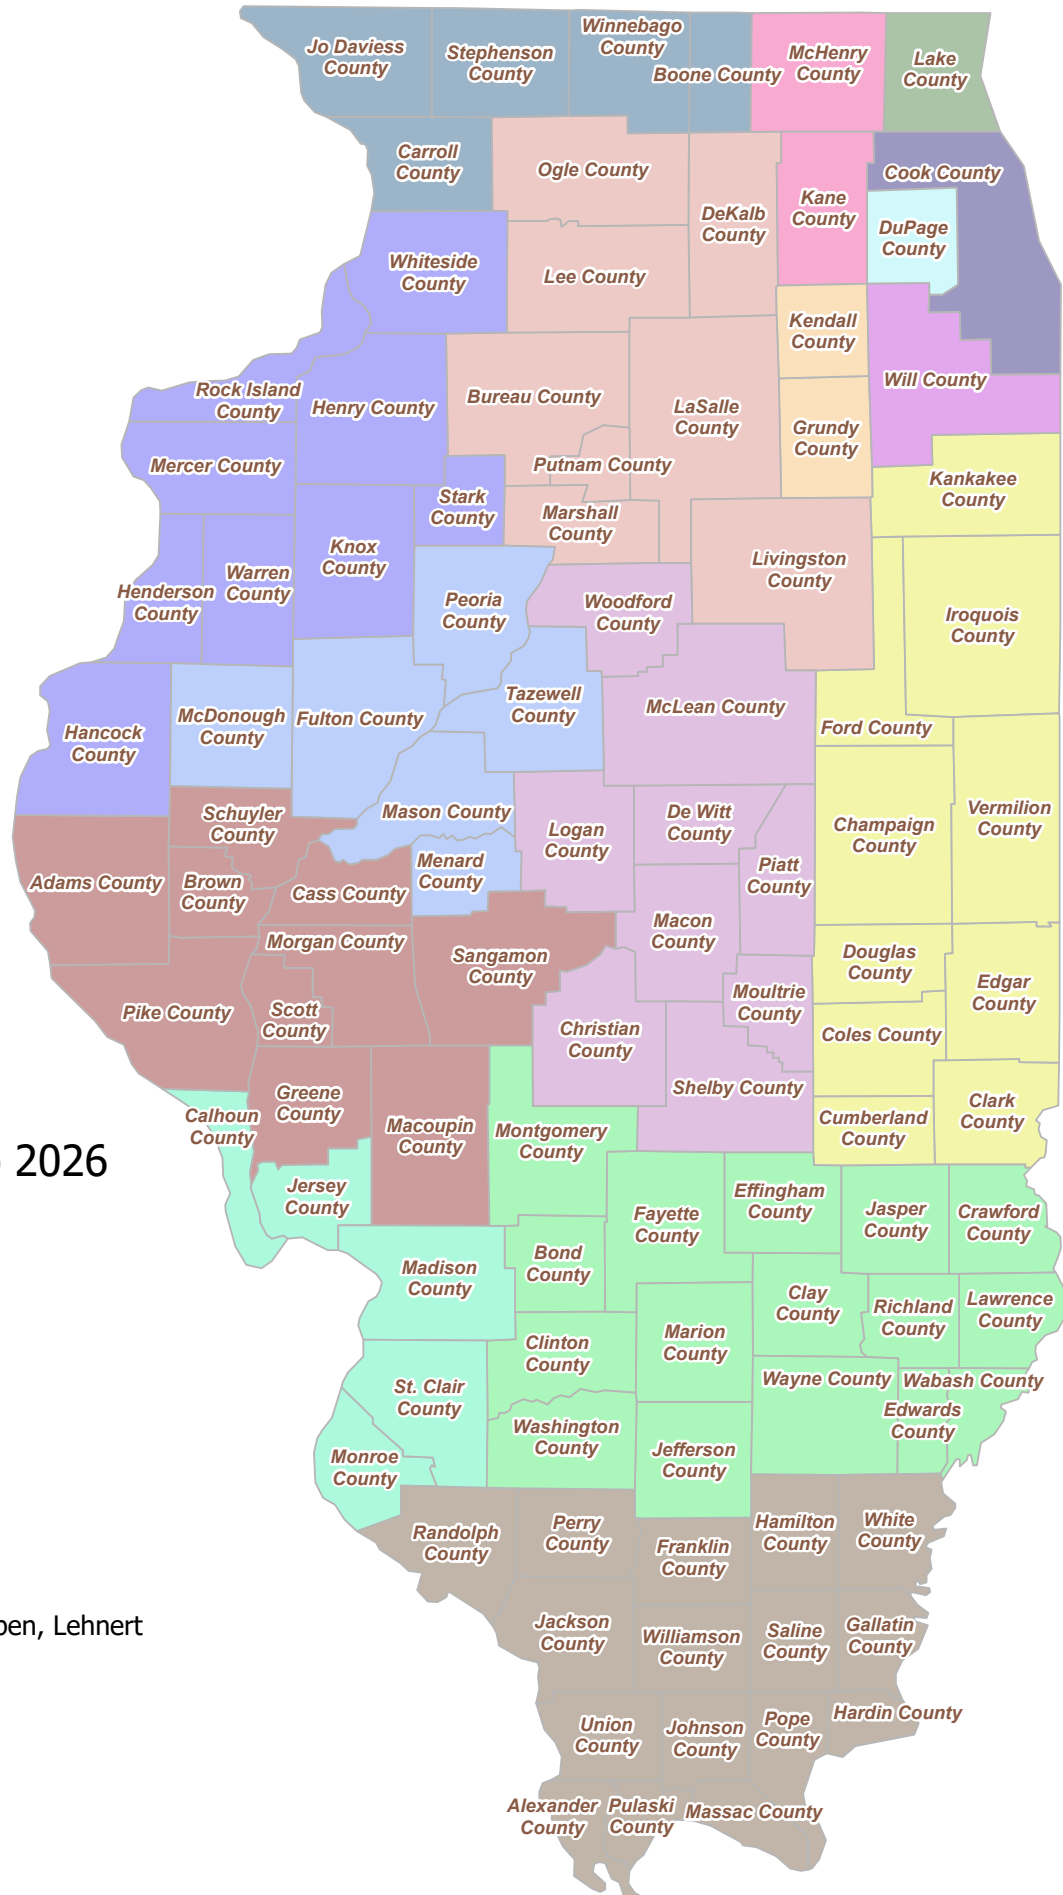 Jo Daviess
County
Stephenson
County
Winnebago
County
Boone County
McHenry
County
Lake
County
Carroll
County
Ogle County
DeKalb
County
Kane
County
Cook County
DuPage
County
Whiteside
County
Lee County
Kendall
County
Rock Island
County
Henry County
Bureau County
LaSalle
County
Will County
Grundy
County
Mercer County
Putnam County
Kankakee
County
Stark
County
Marshall
County
Knox
County
Livingston
County
Henderson
County
Warren
County
Peoria
County
Woodford
County
Iroquois
County
Hancock
County
McDonough
County
Fulton County
Tazewell
County
McLean County
Ford County
Schuyler
County
Mason County
Logan
County
De Witt
County
Champaign
County
Vermilion
County
Adams County
Brown
County
Cass County
Menard
County
Piatt
County
Macon
County
Morgan County
Sangamon
County
Douglas
County
Edgar
County
Pike County
Scott
County
Christian
County
Moultrie
County
Coles County
Shelby County
Greene
County
Calhoun
County
Macoupin
County
Montgomery
County
Cumberland
County
Clark
County
2026
Jersey
County
Fayette
County
Effingham
County
Jasper
County
Crawford
County
Madison
County
Bond
County
Clay
County
Richland
County
Lawrence
County
Clinton
County
Marion
County
Wayne County
Wabash County
Edwards
County
St. Clair
County
Washington
County
Jefferson
County
Monroe
County
Randolph
County
Perry
County
Franklin
County
Hamilton
County
White
County
Jackson
County
Williamson
County
Saline
County
Gallatin
County
ben, Lehnert
Union
County
Johnson
County
Pope
County
Hardin County
Alexander
County
Pulaski
County
Massac County